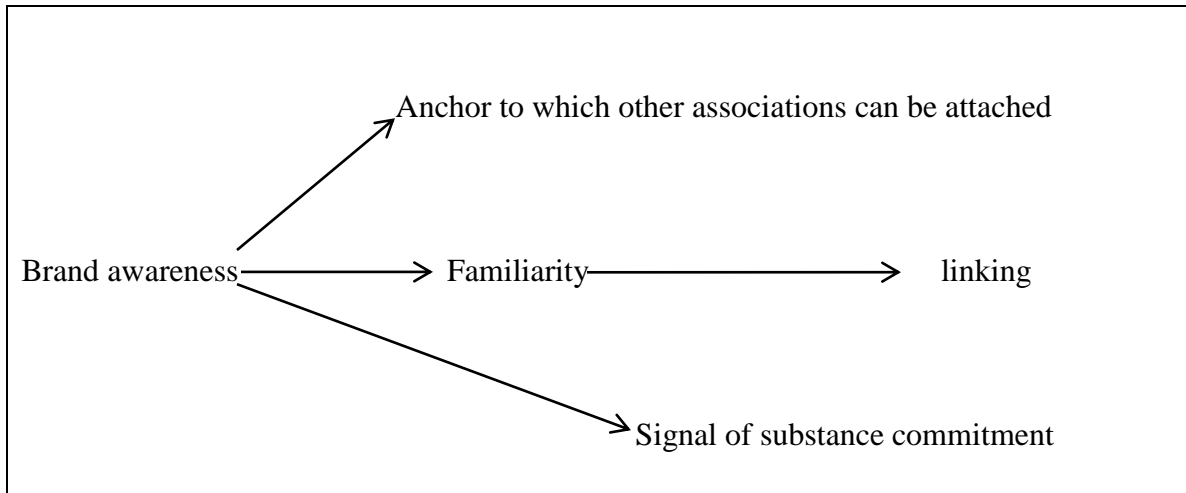 Anchor to which other associations can be attached
Brand awareness Familiarity linking
Signal of substance commitment